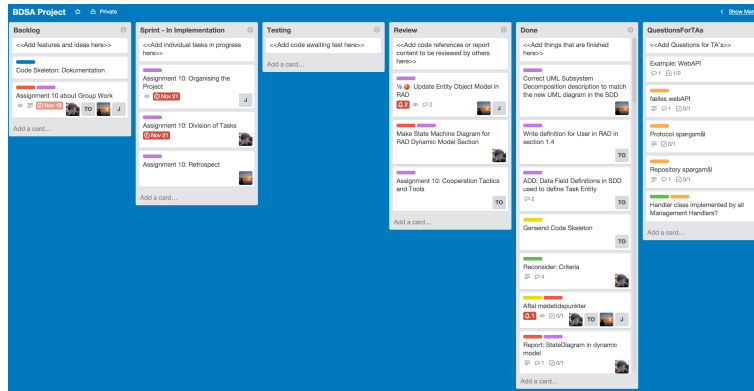 BDSA Project
Private
Show Men
Backlog
<<Add features and ideas here>>
Code Skeleton: Dokumentation
Assignment 10 about Group Work
Nov 19
TO
J
Add a card...
Sprint - In Implementation
<<Add individual tasks in progress
here>>
Assignment 10: Organising the
Project
Nov 21
J
Assignment 10: Division of Tasks
Nov 21
Assignment 10: Retrospect
Add a card...
Testing
<<Add code awaiting test here>>
Add a card...
Review
<<Add code references or report
content to be reviewed by others
here>>
½ Update Entity Object Model in
RAD
2
2
J
Make State Machine Diagram for
RAD Dynamic Model Section
Assignment 10: Cooperation Tactics
and Tools
TO
Add a card...
Done
<<Add things that are finished
here>>
Correct UML Subsystem
Decomposition description to match
the new UML diagram in the SDD
Write definition for User in RAD in
section 1.4
TO
ADD: Data Field Definitions in SDD
used to define Task Entity
2
TO
Gensend Code Skeleton
TO
Reconsider: Criteria
4
Aftal mødetidspunkter
1
0/1
TO
J
Report: StateDiagram in dynamic
model
1
0/1
Add a card...
QuestionsForTAs
<<Add Questions for TA's>>
Example: WebAPI
1
1/2
fælles webAPI
1
0/1
Protocol spørgsmål
0/1
Repository spørgsmål
1
0/1
Handler class implemented by all
Management Handlers?
Add a card...